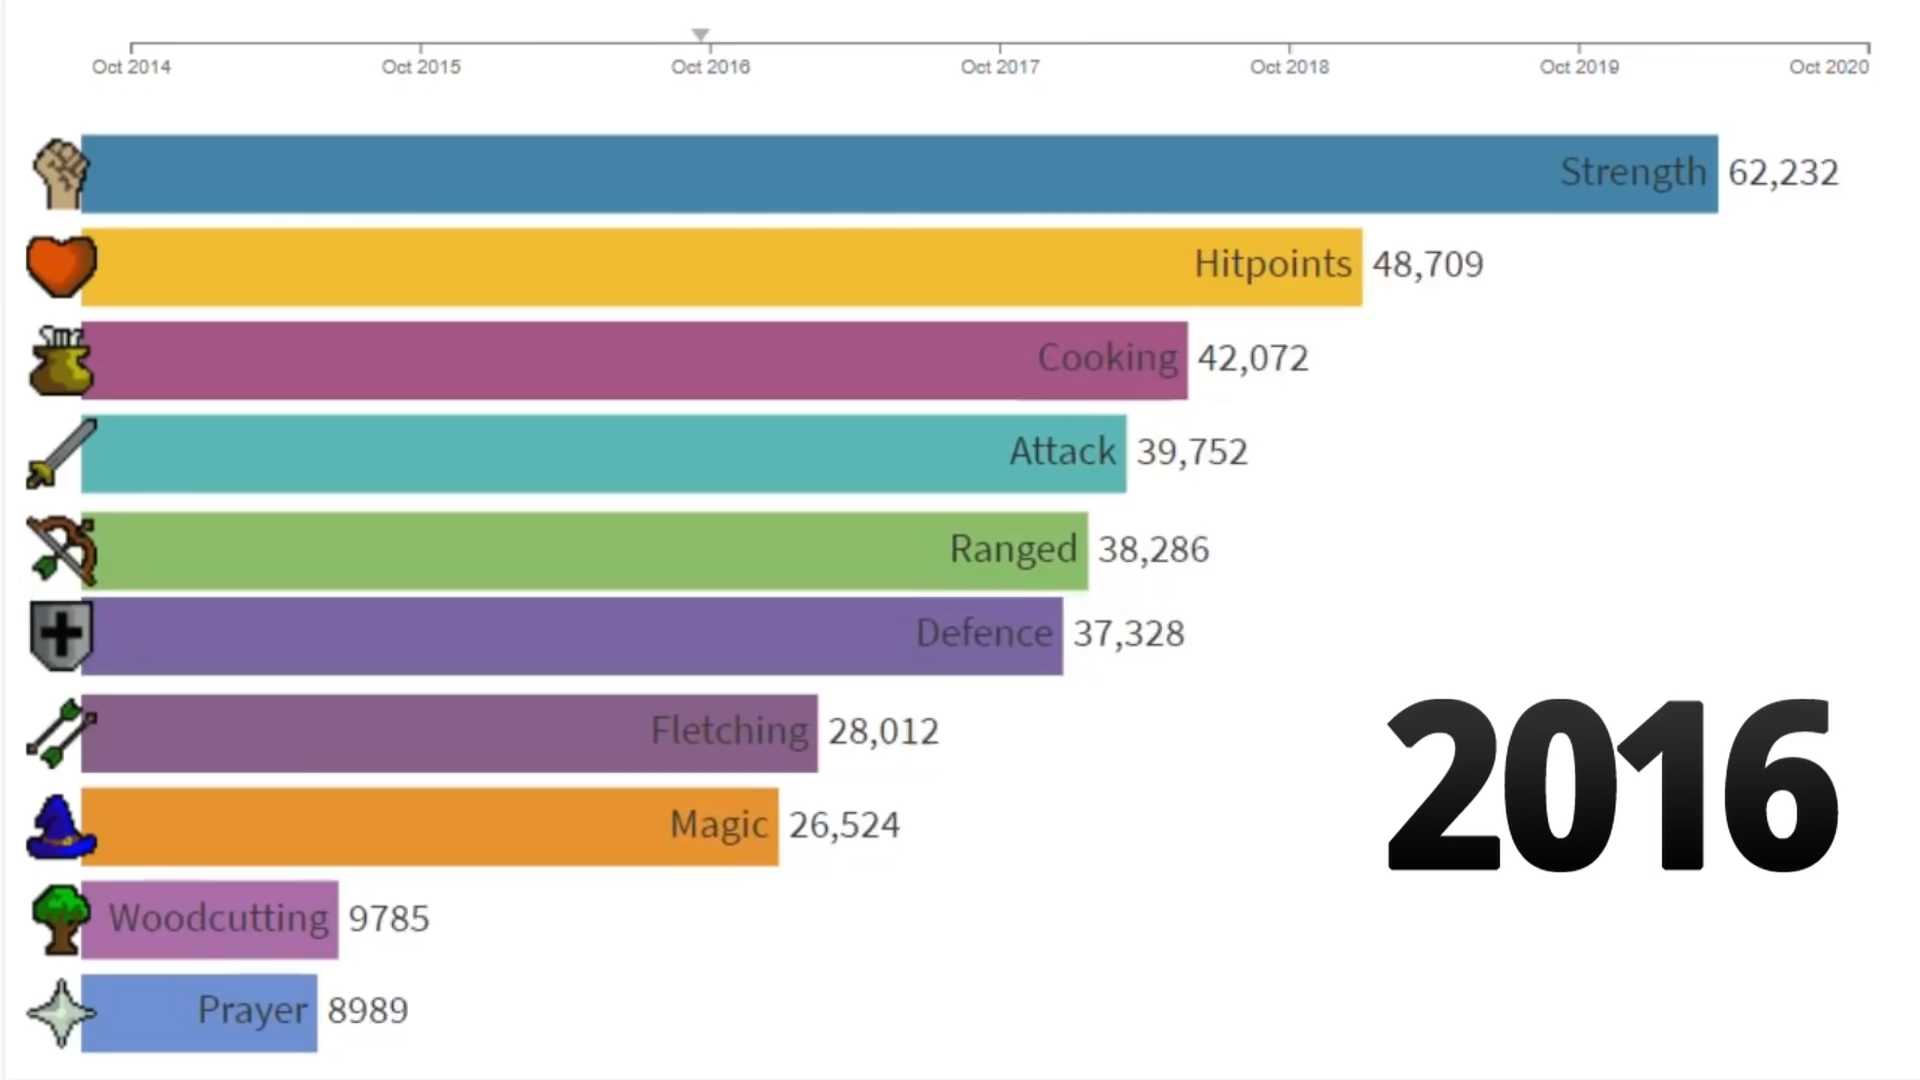 Oct 2014 Oct 2015 Oct 2016 Oct 2017 Oct 2018 Oct 2019 Oct 2020
Strength 62,232
Hitpoints 48,709
Cooking 42,072
Attack 39,752
Ranged 38,286
Defence 37,328
Fletching 28,012
Magic 26,524
Woodcutting 9785
Prayer 8989
2016